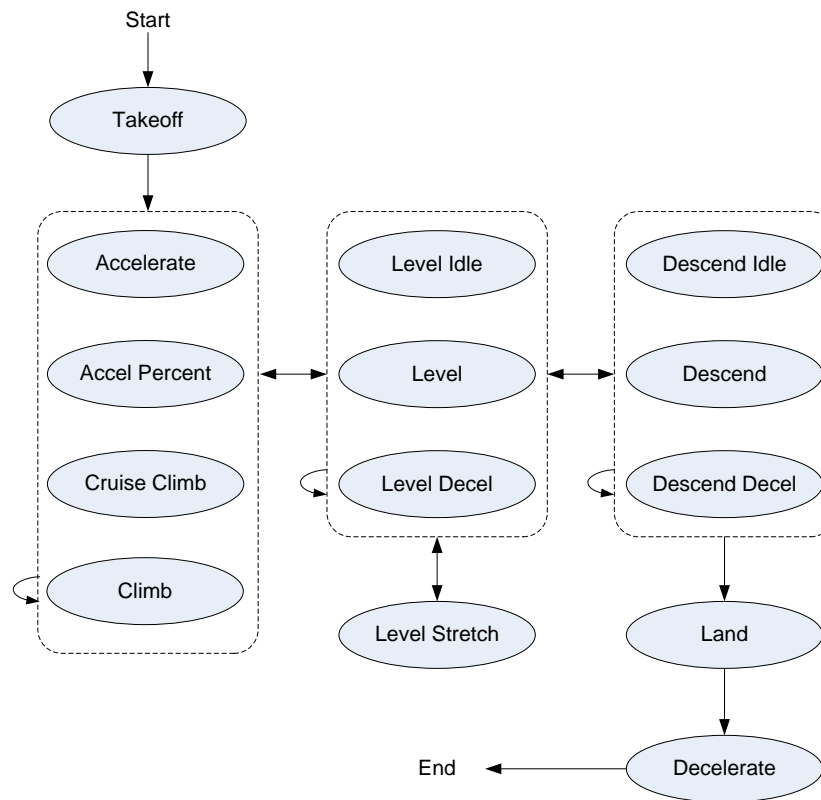 Start
Takeoff
Accelerate
Level Idle
Descend Idle
Accel Percent
Level
Descend
Cruise Climb
Level Decel
Descend Decel
Climb
Level Stretch
Land
End
Decelerate